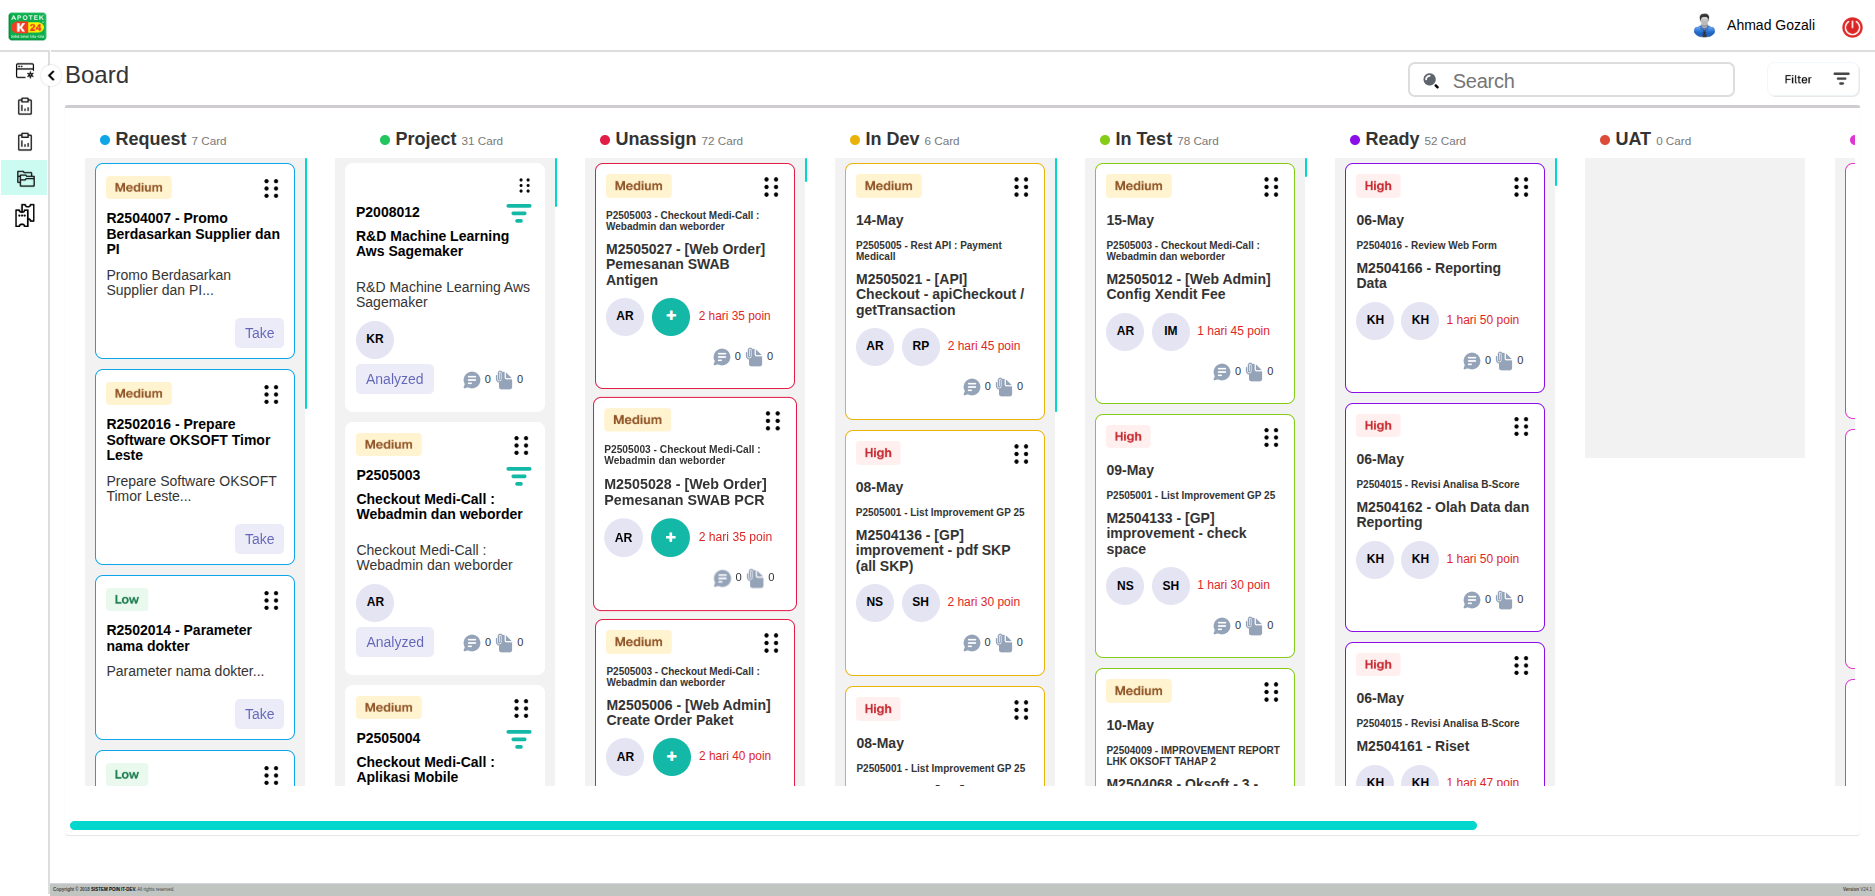 APOTEK
K 24
Ahmad Gozali
Board
Search
Filter
Request 7 Card
Medium
R2504007 - Promo
Berdasarkan Supplier dan
PI
Promo Berdasarkan
Supplier dan PI...
Take
Medium
R2502016 - Prepare
Software OKSOFT Timor
Leste
Prepare Software OKSOFT
Timor Leste...
Take
Low
R2502014 - Parameter
nama dokter
Parameter nama dokter...
Take
Low
Project 31 Card
P2008012
R&D Machine Learning
Aws Sagemaker
R&D Machine Learning Aws
Sagemaker
KR
Analyzed 0 0
Medium
P2505003
Checkout Medi-Call :
Webadmin dan weborder
Checkout Medi-Call :
Webadmin dan weborder
AR
Analyzed 0 0
Medium
P2505004
Checkout Medi-Call :
Aplikasi Mobile
Unassign 72 Card
Medium
P2505003 - Checkout Medi-Call :
Webadmin dan weborder
M2505027 - [Web Order]
Pemesanan SWAB
Antigen
AR + 2 hari 35 poin
0 0
Medium
P2505003 - Checkout Medi-Call :
Webadmin dan weborder
M2505028 - [Web Order]
Pemesanan SWAB PCR
AR + 2 hari 35 poin
0 0
Medium
P2505003 - Checkout Medi-Call :
Webadmin dan weborder
M2505006 - [Web Admin]
Create Order Paket
AR + 2 hari 40 poin
In Dev 6 Card
Medium
14-May
P2505005 - Rest API : Payment
Medicall
M2505021 - [API]
Checkout - apiCheckout /
getTransaction
AR RP 2 hari 45 poin
0 0
High
08-May
P2505001 - List Improvement GP 25
M2504136 - [GP]
improvement - pdf SKP
(all SKP)
NS SH 2 hari 30 poin
0 0
High
08-May
P2505001 - List Improvement GP 25
In Test 78 Card
Medium
15-May
P2505003 - Checkout Medi-Call :
Webadmin dan weborder
M2505012 - [Web Admin]
Config Xendit Fee
AR IM 1 hari 45 poin
0 0
High
09-May
P2505001 - List Improvement GP 25
M2504133 - [GP]
improvement - check
space
NS SH 1 hari 30 poin
0 0
Medium
10-May
P2504009 - IMPROVEMENT REPORT
LHK OKSOFT TAHAP 2
M2504068 - Oksoft - 3 -
Ready 52 Card
High
06-May
P2504016 - Review Web Form
M2504166 - Reporting
Data
KH KH 1 hari 50 poin
0 0
High
06-May
P2504015 - Revisi Analisa B-Score
M2504162 - Olah Data dan
Reporting
KH KH 1 hari 50 poin
0 0
High
06-May
P2504015 - Revisi Analisa B-Score
M2504161 - Riset
KH KH 1 hari 47 poin
UAT 0 Card
Copyright © 2018 SISTEM POIN IT-DEV. All rights reserved.